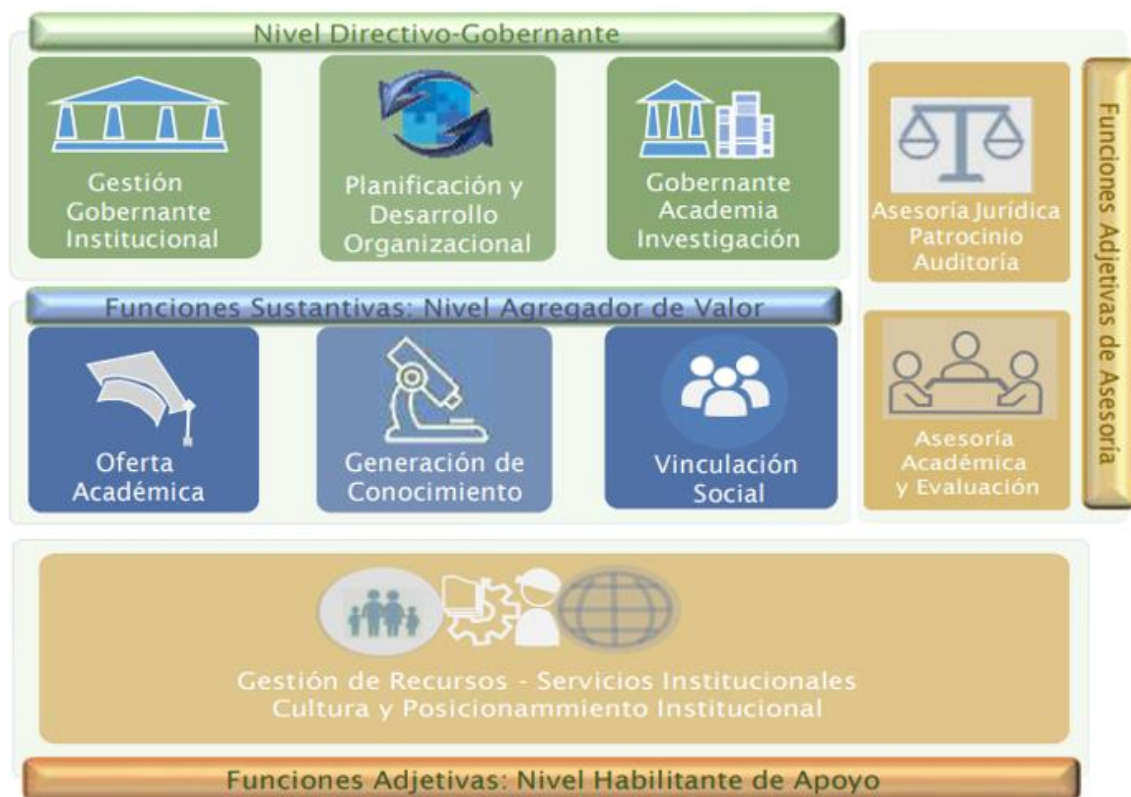 Nivel Directivo-Gobernante
Gestión
Gobernante
Institucional
Planificación y
Desarrollo
Organizacional
Gobernante
Academia
Investigación
Funciones Sustantivas: Nivel Agregador de Valor
Oferta
Académica
Generación de
Conocimiento
Vinculación
Social
Asesoría Jurídica
Patrocinio
Auditoría
Asesoría
Académica
y Evaluación
Funciones Adjetivas de Asesoría
Gestión de Recursos - Servicios Institucionales
Cultura y Posicionammiento Institucional
Funciones Adjetivas: Nivel Habilitante de Apoyo